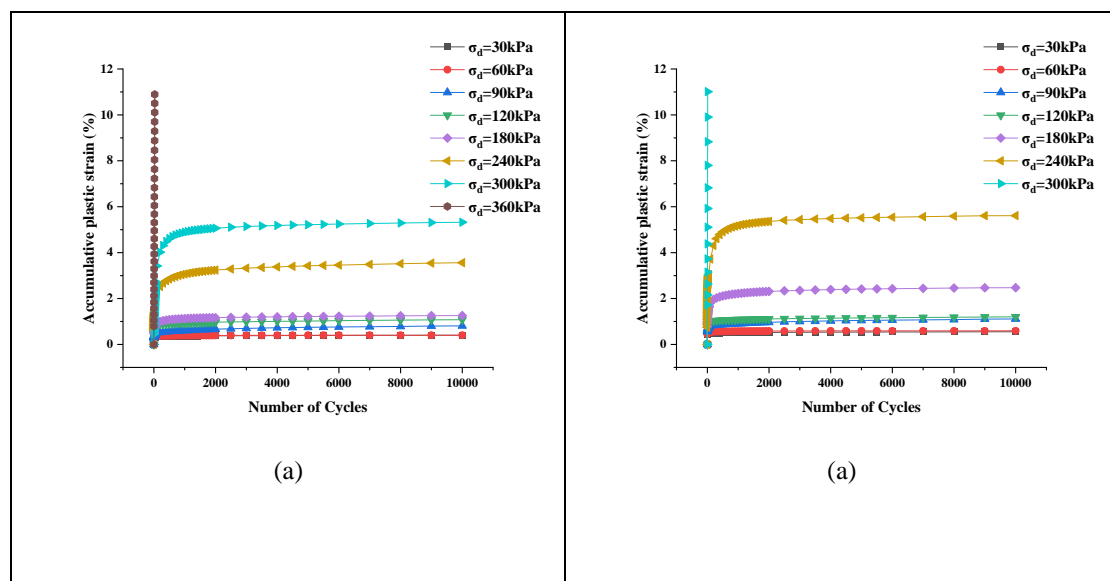 σd=30kPa
σd=60kPa
σd=90kPa
σd=120kPa
σd=180kPa
σd=240kPa
σd=300kPa
σd=360kPa
12
10
8
6
4
2
0
Accumulative plastic strain (%)
0 2000 4000 6000 8000 10000
Number of Cycles
(a)
σd=30kPa
σd=60kPa
σd=90kPa
σd=120kPa
σd=180kPa
σd=240kPa
σd=300kPa
12
10
8
6
4
2
0
Accumulative plastic strain (%)
0 2000 4000 6000 8000 10000
Number of Cycles
(a)